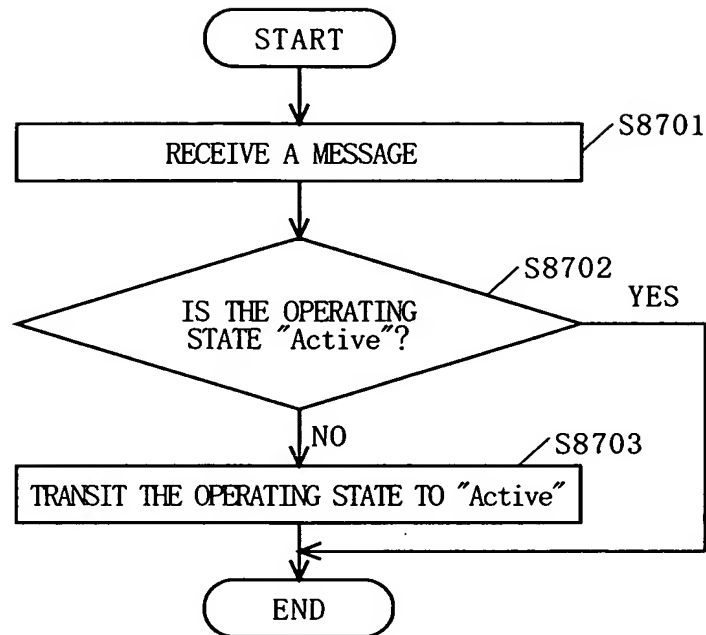 START
S8701
RECEIVE A MESSAGE
S8702
YES
IS THE OPERATING
STATE "Active"?
NO
S8703
TRANSIT THE OPERATING STATE TO "Active"
END